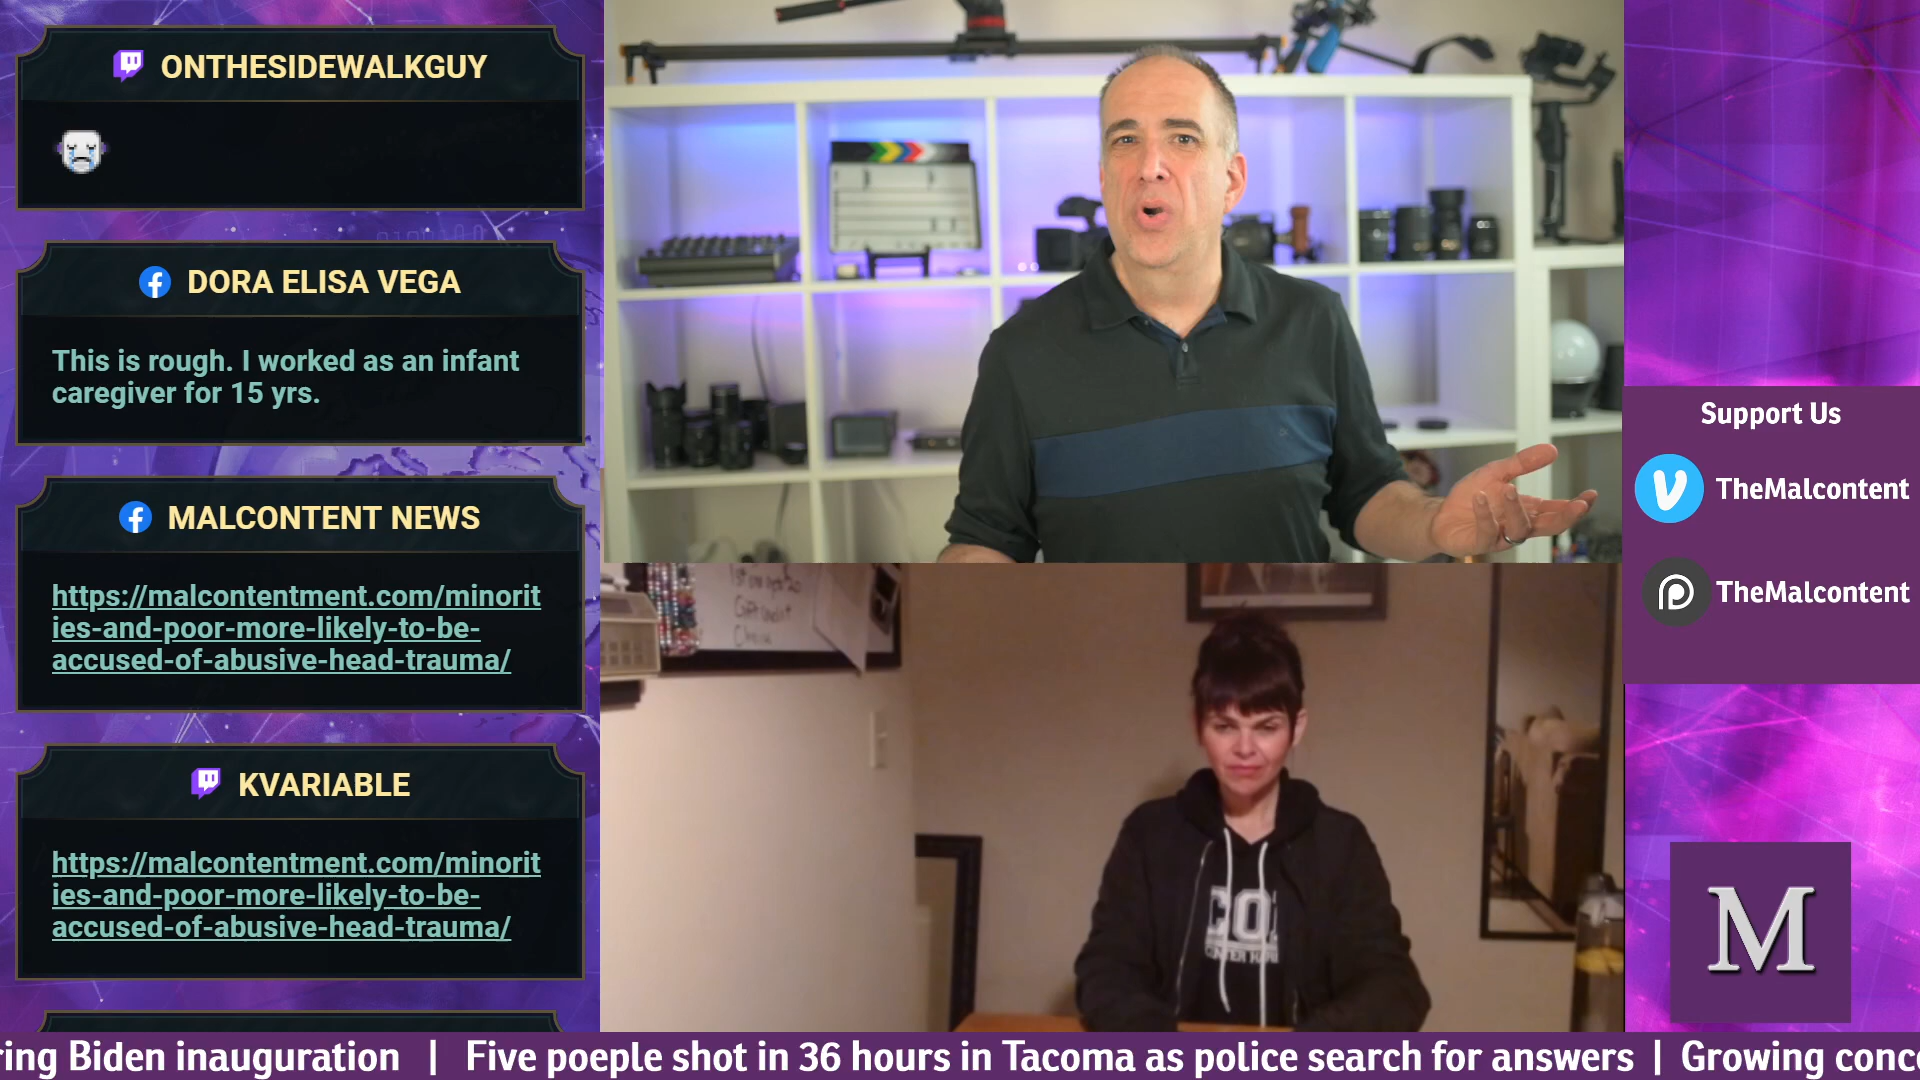 ONTHESIDEWALKGUY
DORA ELISA VEGA
This is rough. I worked as an infant
caregiver for 15 yrs.
MALCONTENT NEWS
https://malcontentment.com/minorit
ies-and-poor-more-likely-to-be-
accused-of-abusive-head-trauma/
KVARIABLE
https://malcontentment.com/minorit
ies-and-poor-more-likely-to-be-
accused-of-abusive-head-trauma/
Support Us
TheMalcontent
TheMalcontent
M
ring Biden inauguration | Five poeple shot in 36 hours in Tacoma as police search for answers | Growing conc